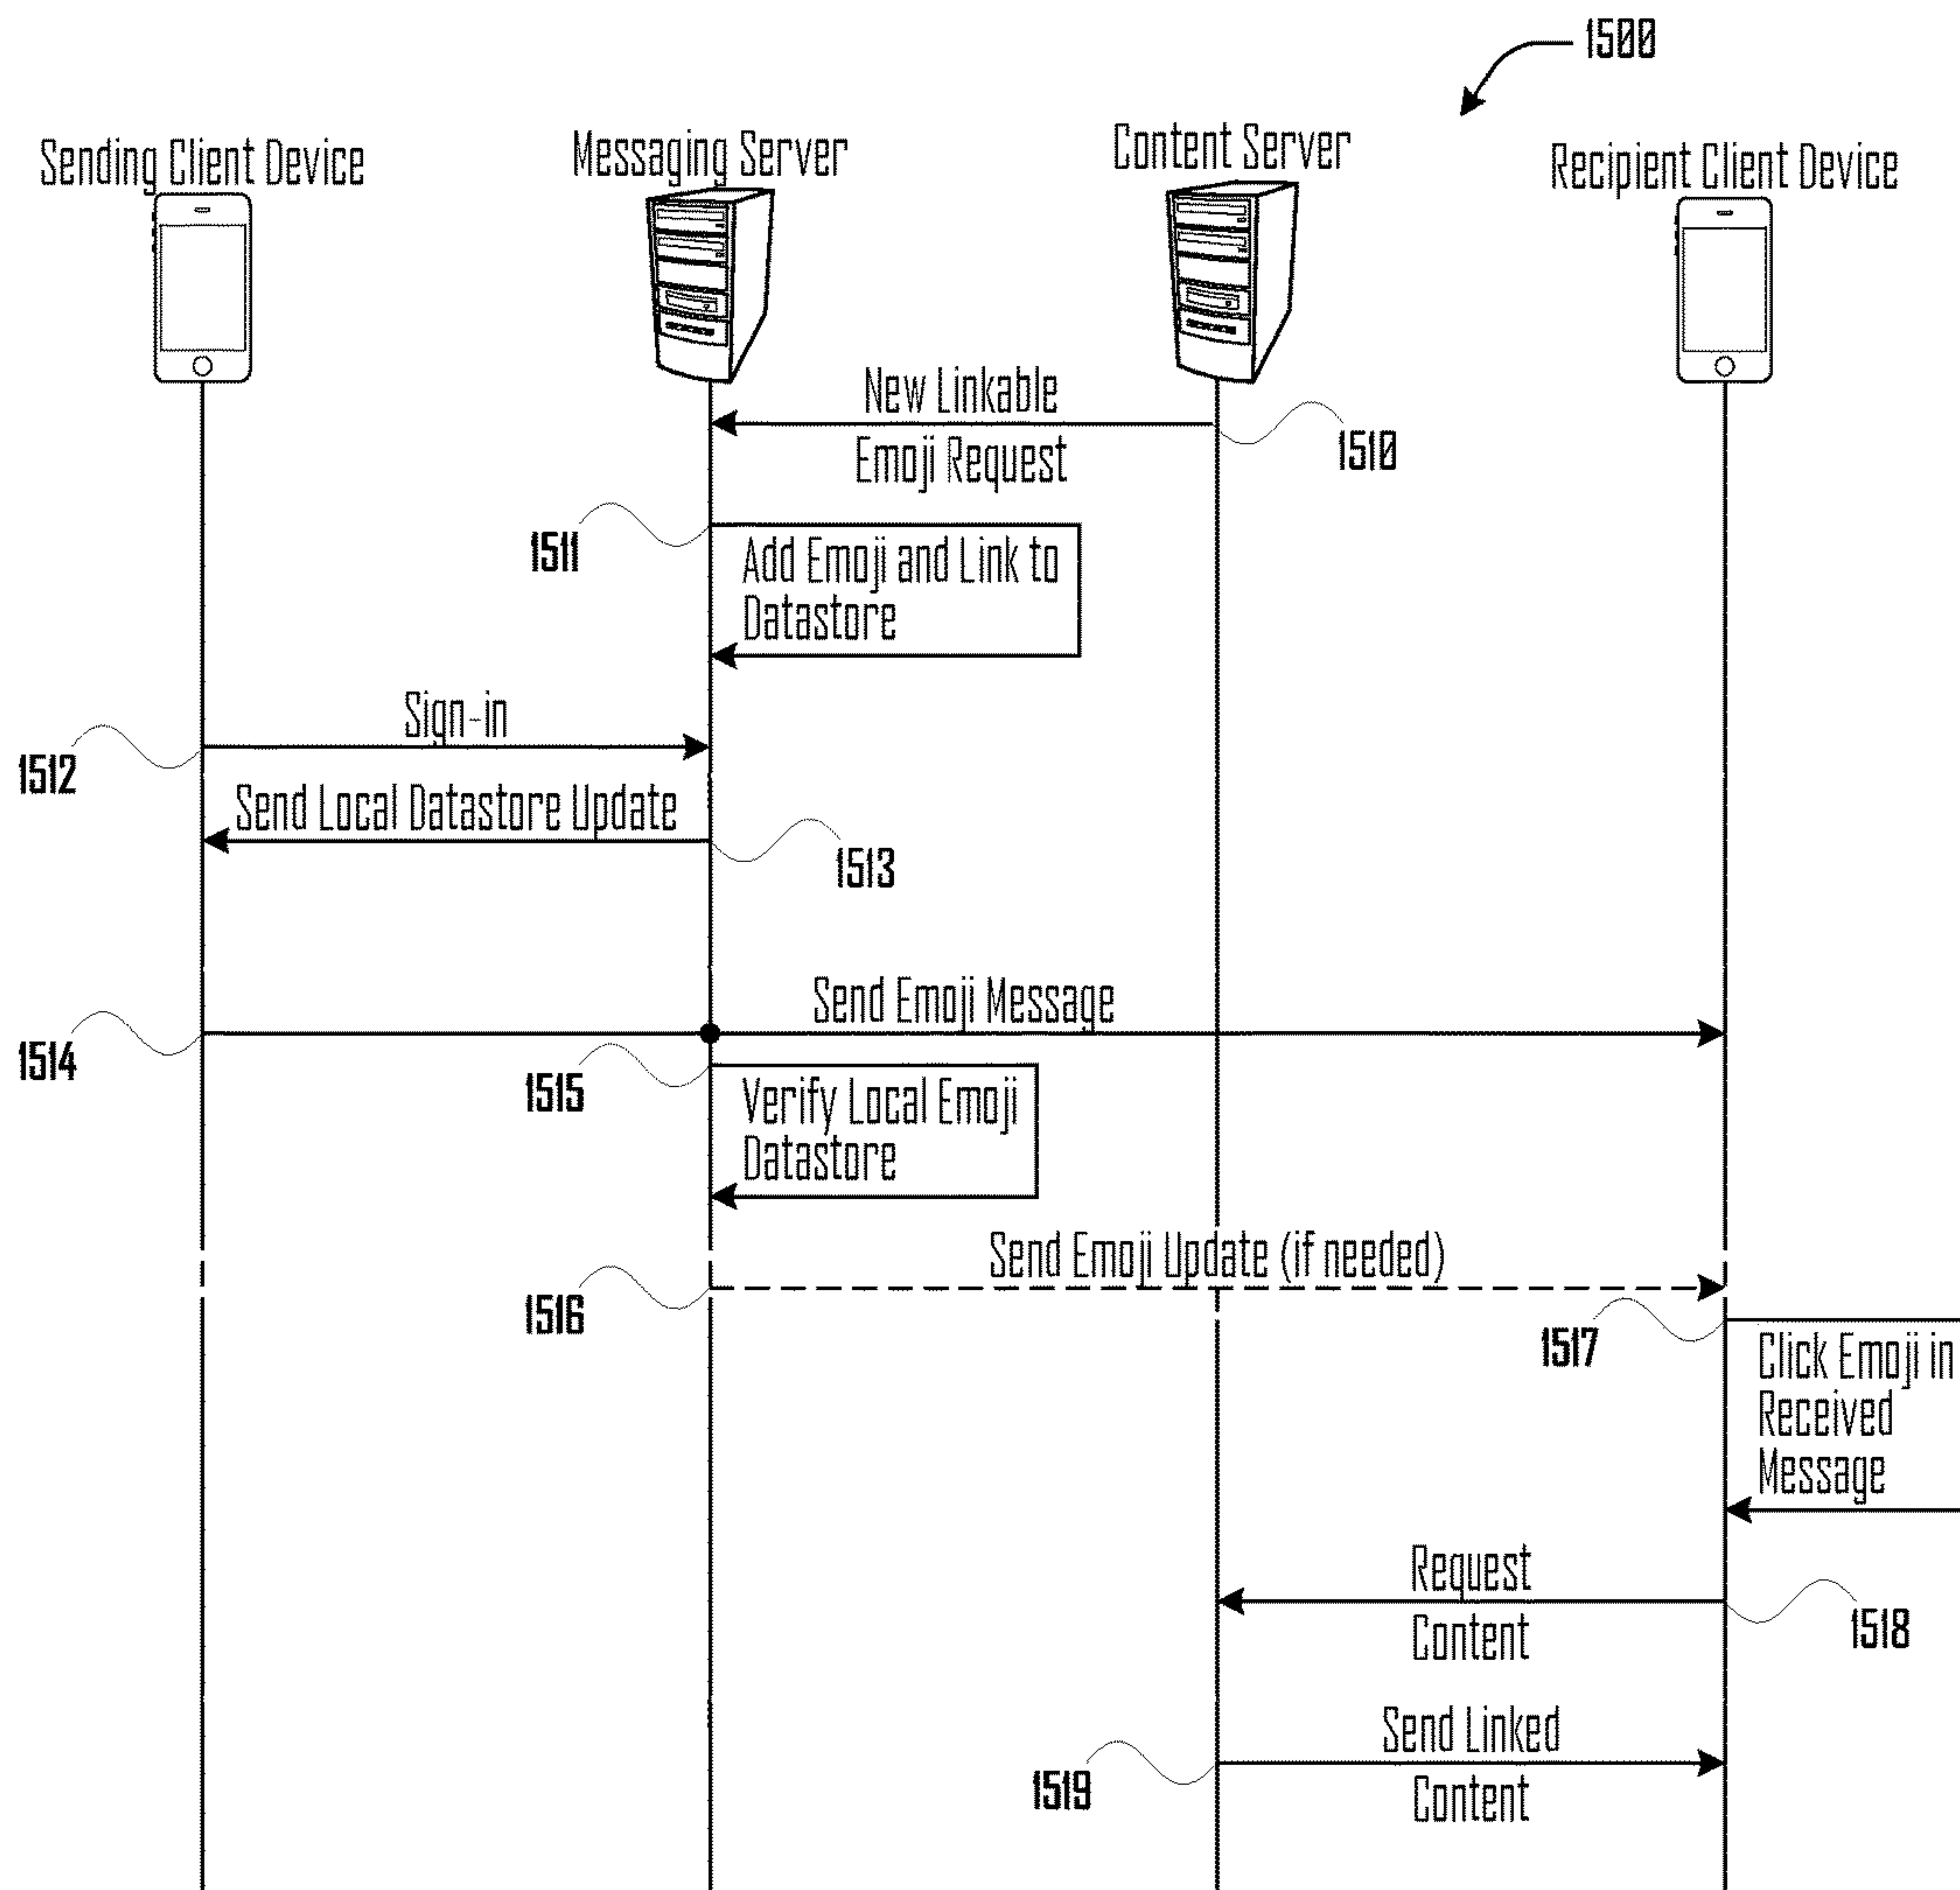 1500
Sending Client Device
Messaging Server
Content Server
Recipient Client Device
New Linkable
Emoji Request
1510
1511
Add Emoji and Link to
Datastore
Sign-in
1512
Send Local Datastore Update
1513
Send Emoji Message
1514
1515
Verify Local Emoji
Datastore
Send Emoji Update (if needed)
1516
1517
Click Emoji in
Received
Message
Request
Content
1518
Send Linked
Content
1519